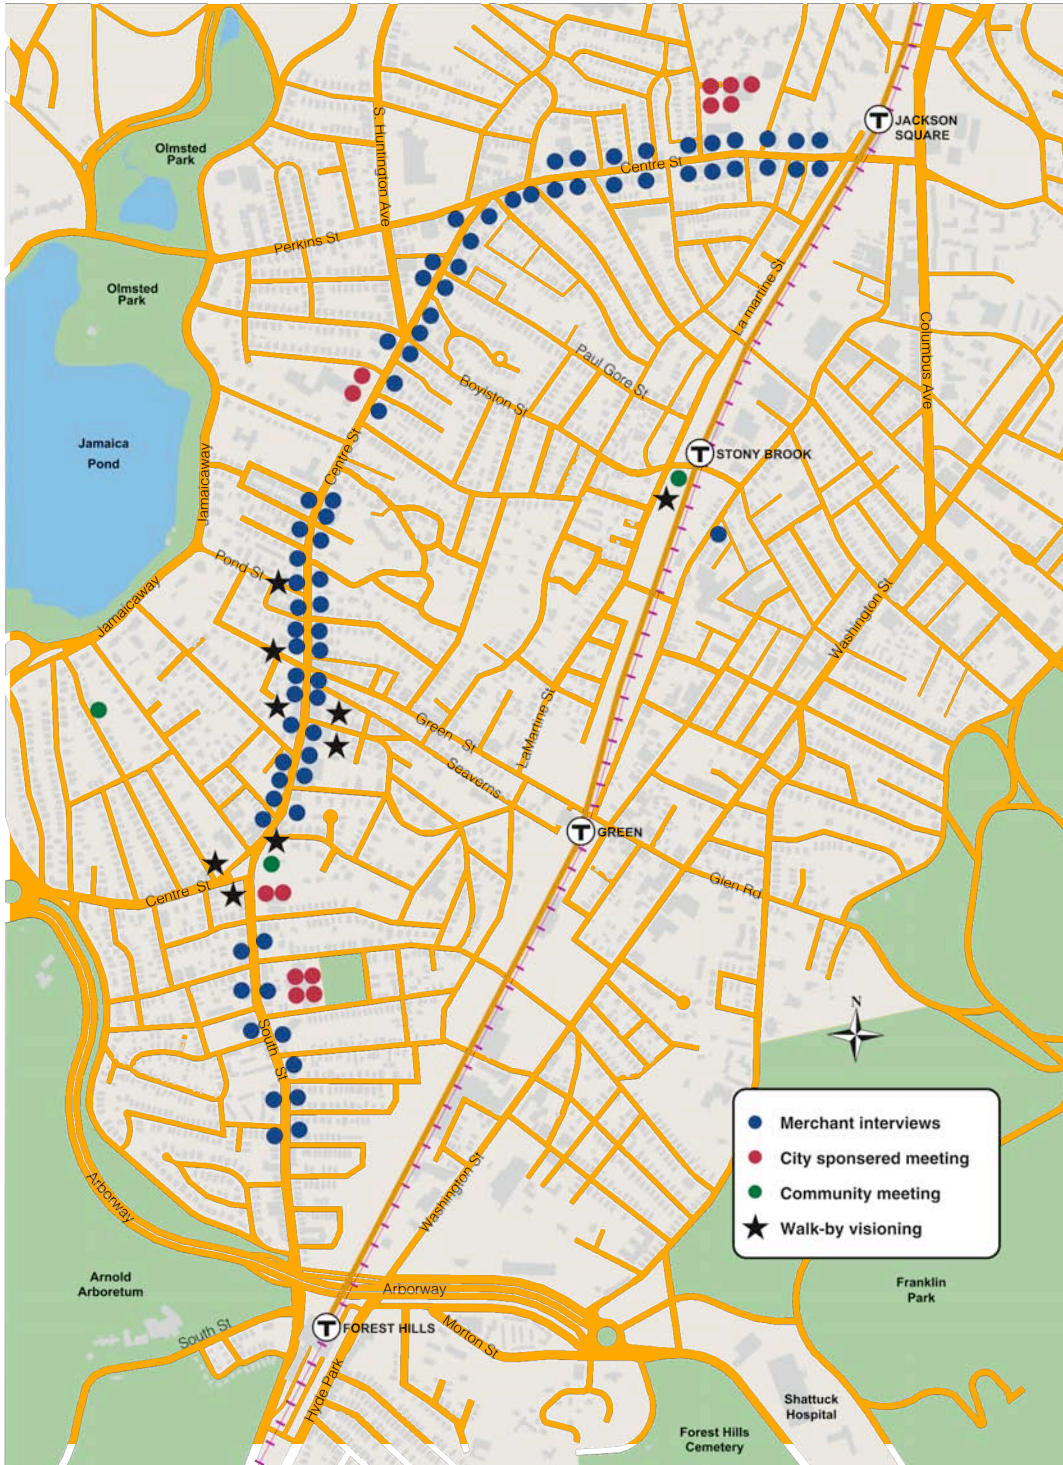 JACKSON
SQUARE
Olmsted
Park
S. Huntington Ave
Centre St
Perkins St
Olmsted
Park
La martine St
Columbus Ave
Paul Gore St
Boylston St
Jamaica
Pond
Centre St
STONY BROOK
Jamaicaway
Pond St
Jamaicaway
Washington St
LaMartine St
Green St
Seaverns
GREEN
Glen Rd
Centre St
N
South St
Merchant interviews
City sponsered meeting
Community meeting
Walk-by visioning
Washington St
Arborway
Arnold
Arboretum
Arborway
Franklin
Park
South St
FOREST HILLS
Morton St
Hyde Park
Shattuck
Hospital
Forest Hills
Cemetery
T
T
T
T